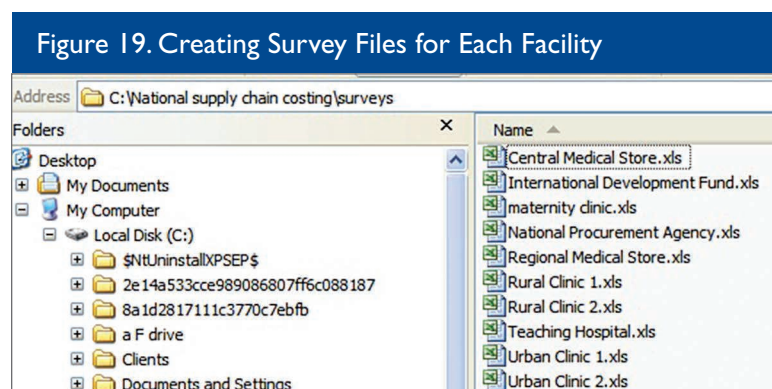 Figure 19. Creating Survey Files for Each Facility
Address C:\National supply chain costing\surveys
Folders
Desktop
My Documents
My Computer
Local Disk (C:)
$NtUninstallXPSEP$
2e14a533cce989086807ff6c088187
8a1d2817111c3770c7ebfb
a F drive
Clients
Documents and Settings
Name
Central Medical Store.xls
International Development Fund.xls
maternity clinic.xls
National Procurement Agency.xls
Regional Medical Store.xls
Rural Clinic 1.xls
Rural Clinic 2.xls
Teaching Hospital.xls
Urban Clinic 1.xls
Urban Clinic 2.xls